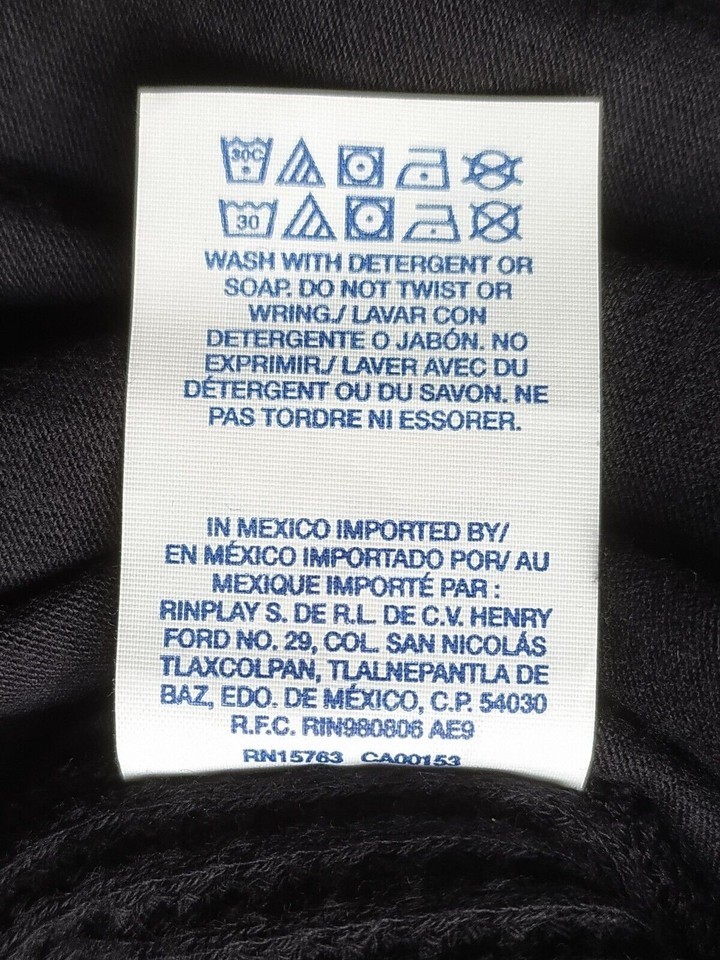 30C
30
WASH WITH DETERGENT OR
SOAP. DO NOT TWIST OR
WRING./ LAVAR CON
DETERGENTE O JABÓN. NO
EXPRIMIR./ LAVER AVEC DU
DÉTERGENT OU DU SAVON. NE
PAS TORDRE NI ESSORER.
IN MEXICO IMPORTED BY/
EN MÉXICO IMPORTADO POR/ AU
MEXIQUE IMPORTÉ PAR :
RINPLAY S. DE R.L. DE C.V. HENRY
FORD NO. 29, COL. SAN NICOLÁS
TLAXCOLPAN, TLALNEPANTLA DE
BAZ, EDO. DE MÉXICO, C.P. 54030
R.F.C. RIN980806 AE9
RN15763 CA00153